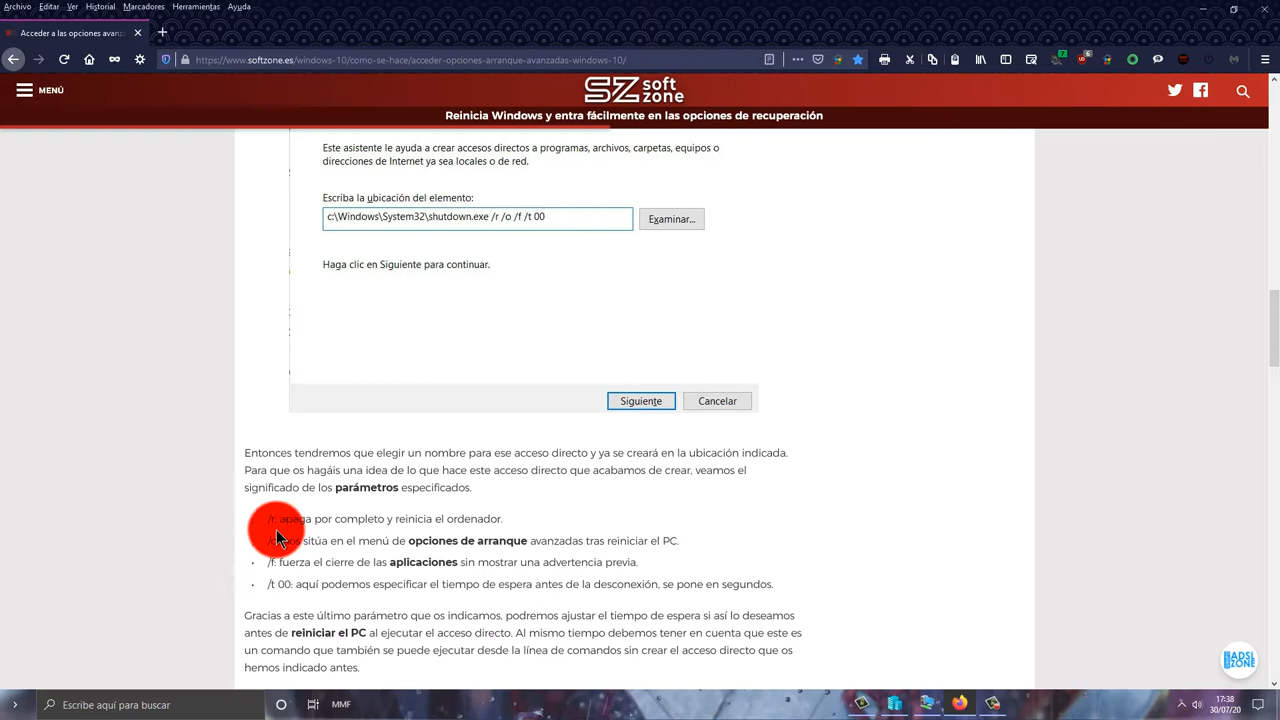 Archivo Editar Ver Historial Marcadores Herramientas Ayuda
Acceder a las opciones avanz
https://www.softzone.es/windows-10/como-se-hace/acceder-opciones-arranque-avanzadas-windows-10/
7
6
MENÚ
SZ soft zone
Reinicia Windows y entra fácilmente en las opciones de recuperación
Este asistente le ayuda a crear accesos directos a programas, archivos, carpetas, equipos o
direcciones de Internet ya sea locales o de red.
Escriba la ubicación del elemento:
c:\Windows\System32\shutdown.exe /r /o /f /t 00
Examinar...
Haga clic en Siguiente para continuar.
Siguiente
Cancelar
Entonces tendremos que elegir un nombre para ese acceso directo y ya se creará en la ubicación indicada.
Para que os hagáis una idea de lo que hace este acceso directo que acabamos de crear, veamos el
significado de los parámetros especificados.
/r: apaga por completo y reinicia el ordenador.
sitúa en el menú de opciones de arranque avanzadas tras reiniciar el PC.
• /f: fuerza el cierre de las aplicaciones sin mostrar una advertencia previa.
• /t 00: aquí podemos especificar el tiempo de espera antes de la desconexión, se pone en segundos.
Gracias a este último parámetro que os indicamos, podremos ajustar el tiempo de espera si así lo deseamos
antes de reiniciar el PC al ejecutar el acceso directo. Al mismo tiempo debemos tener en cuenta que este es
un comando que también se puede ejecutar desde la línea de comandos sin crear el acceso directo que os
hemos indicado antes.
ADSL ZONE
Escribe aquí para buscar
MMF
17:38
30/07/20